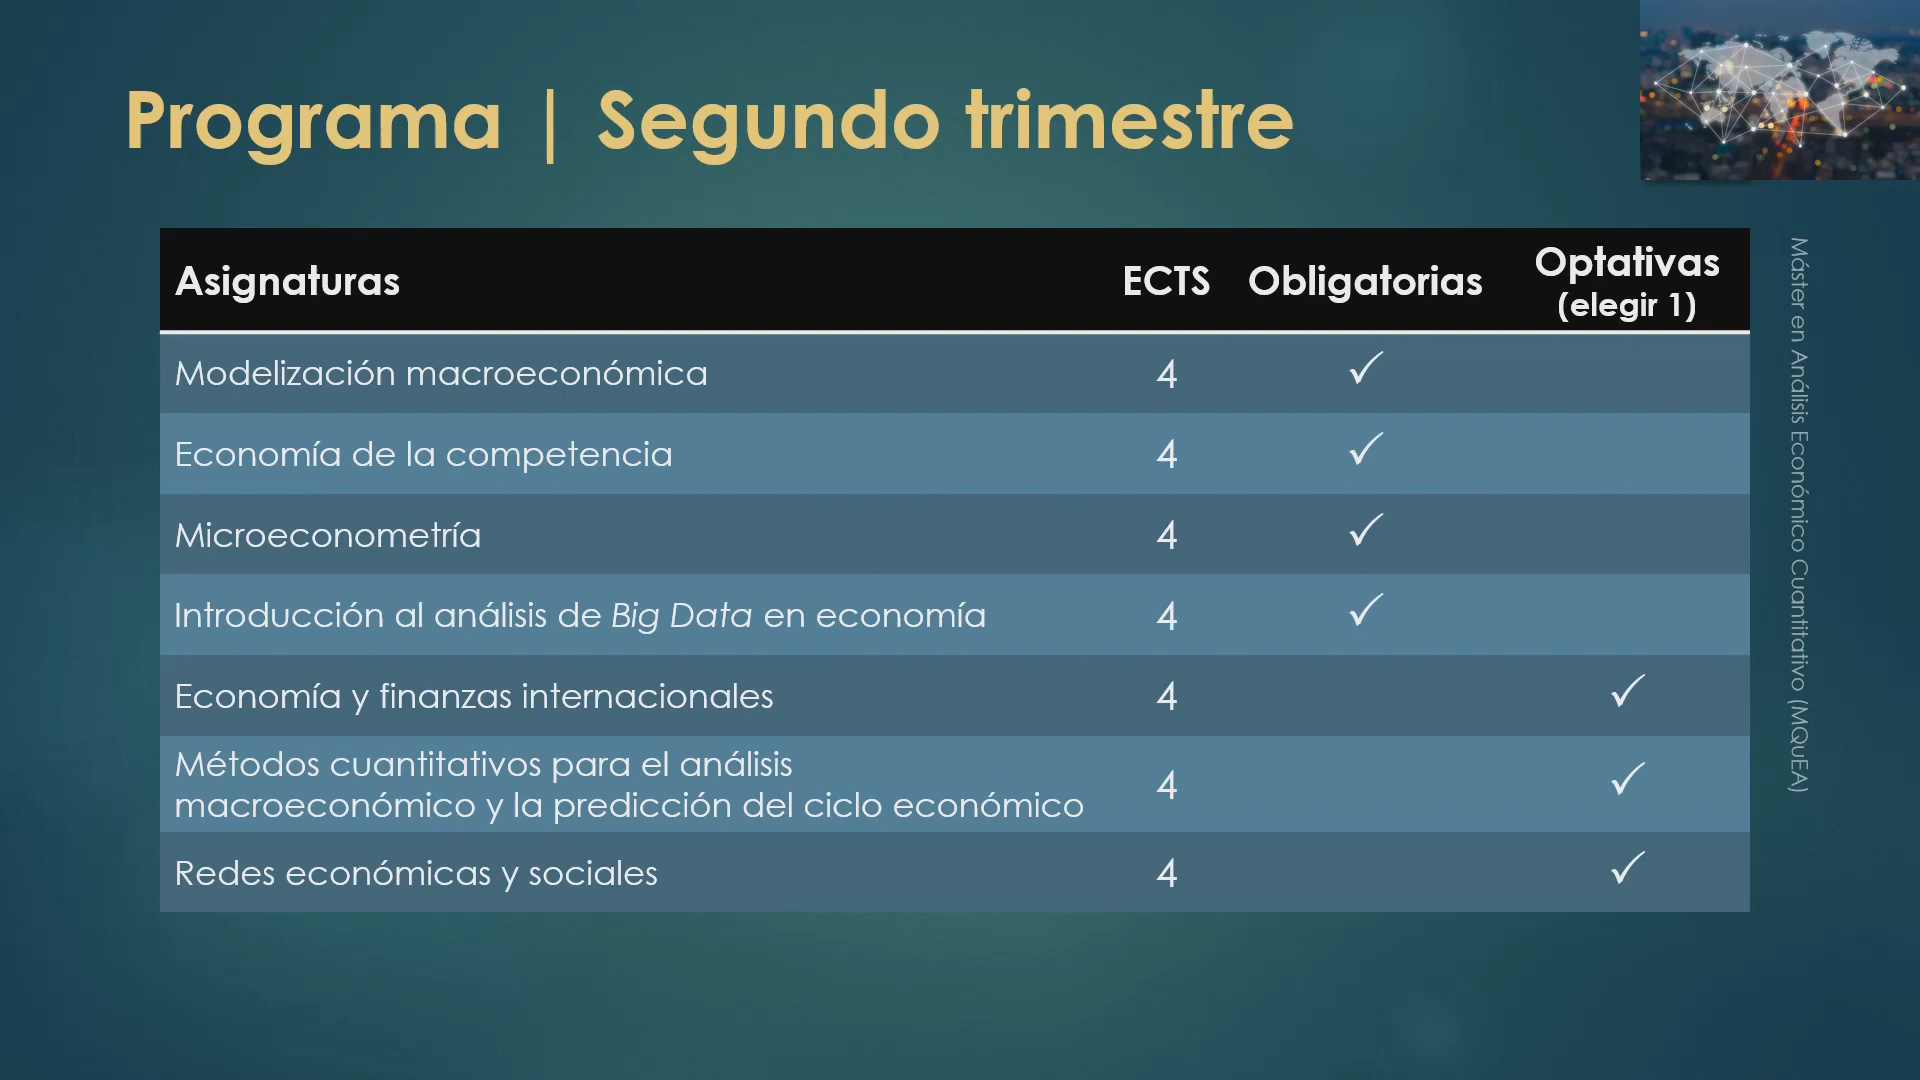 Programa | Segundo trimestre
Asignaturas ECTS Obligatorias Optativas
(elegir 1)
Modelización macroeconómica 4 ✓
Economía de la competencia 4 ✓
Microeconometría 4 ✓
Introducción al análisis de Big Data en economía 4 ✓
Economía y finanzas internacionales 4 ✓
Métodos cuantitativos para el análisis
macroeconómico y la predicción del ciclo económico 4 ✓
Redes económicas y sociales 4 ✓
Máster en Análisis Económico Cuantitativo (MQuEA)